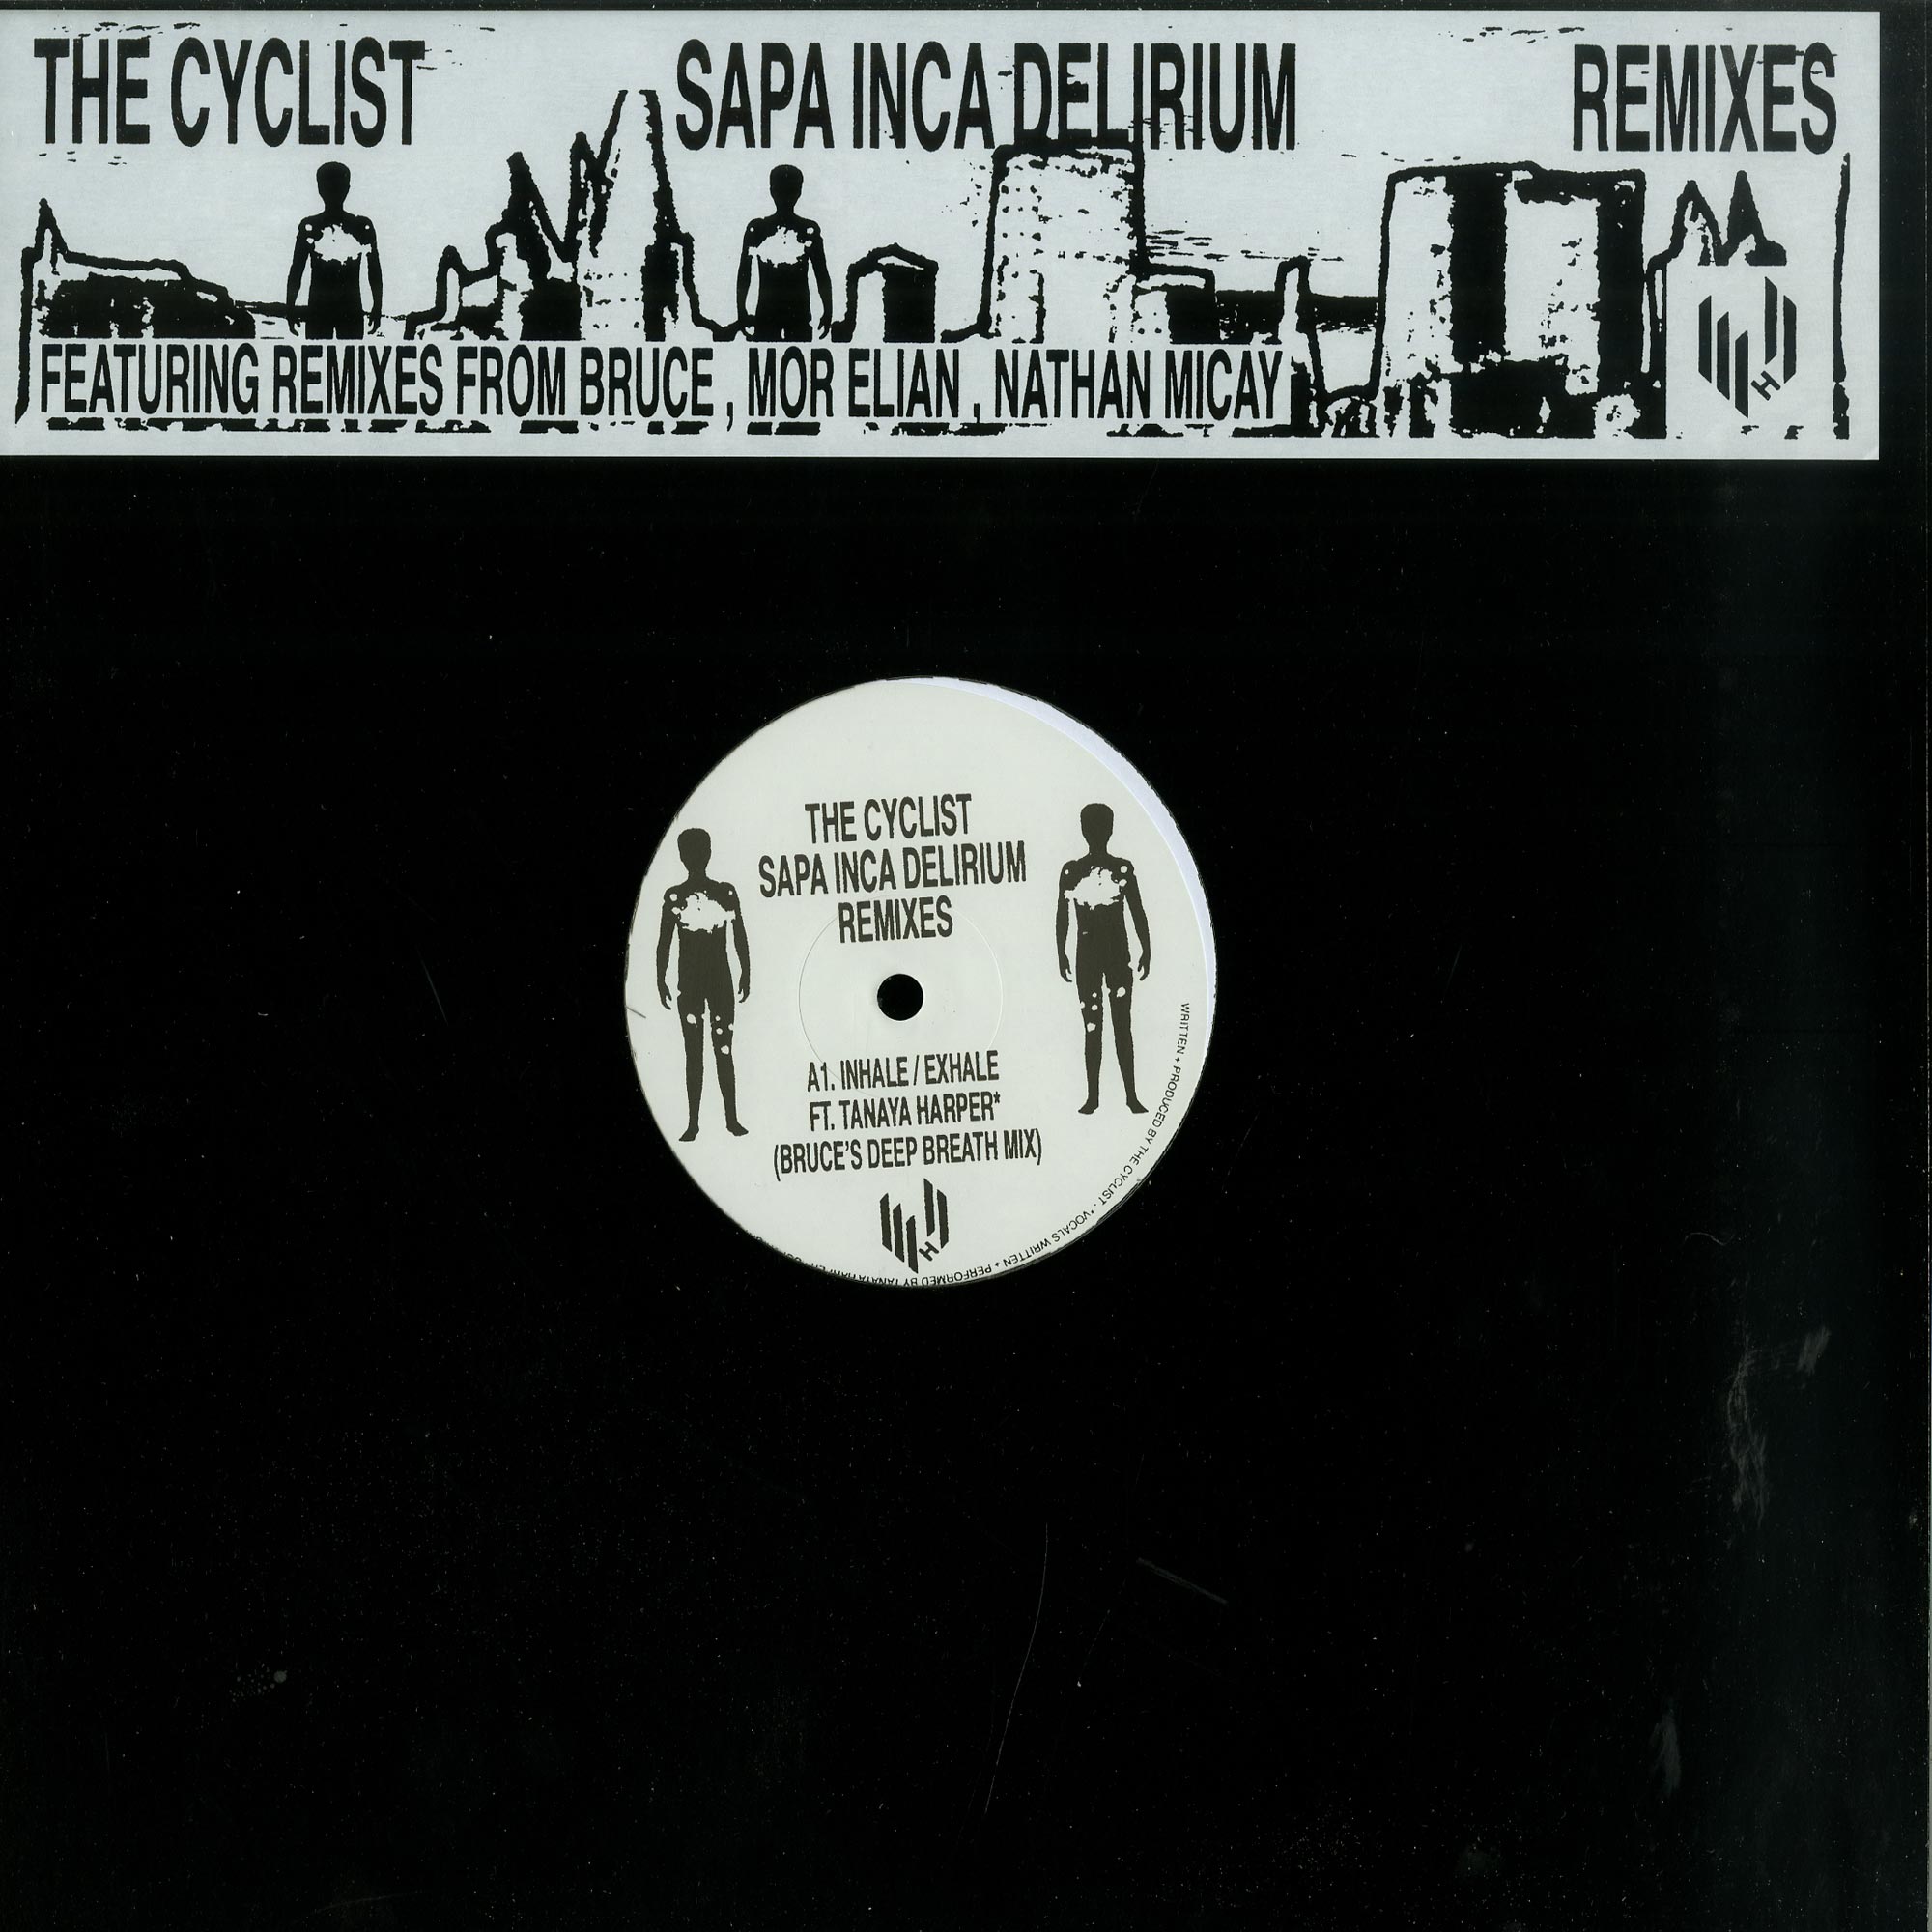 THE CYCLIST SAPA INCA DELIRIUM REMIXES
FEATURING REMIXES FROM BRUCE , MOR ELIAN , NATHAN MICAY
H
THE CYCLIST
SAPA INCA DELIRIUM
REMIXES
A1. INHALE / EXHALE
FT. TANAYA HARPER*
(BRUCE'S DEEP BREATH MIX)
H
WRITTEN + PRODUCED BY THE CYCLIST · *VOCALS WRITTEN + PERFORMED BY TANAYA HARPER